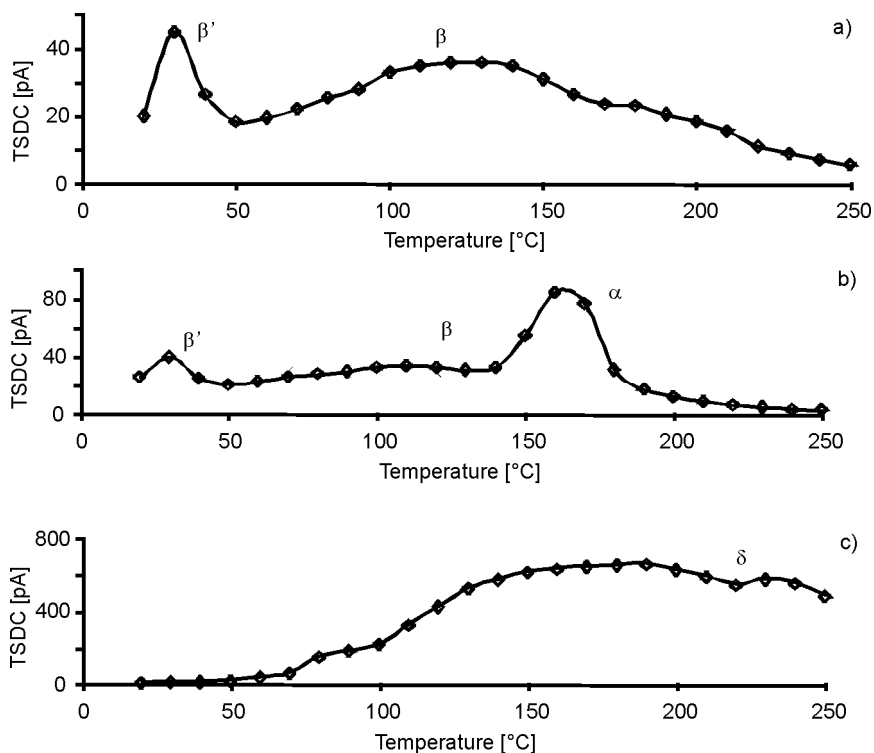 a)
β’
β
TSDC [pA]
40
20
0
0 50 100 150 200 250
Temperature [°C]
b)
α
β’
β
TSDC [pA]
80
40
0
0 50 100 150 200 250
Temperature [°C]
c)
δ
TSDC [pA]
800
400
0
0 50 100 150 200 250
Temperature [°C]